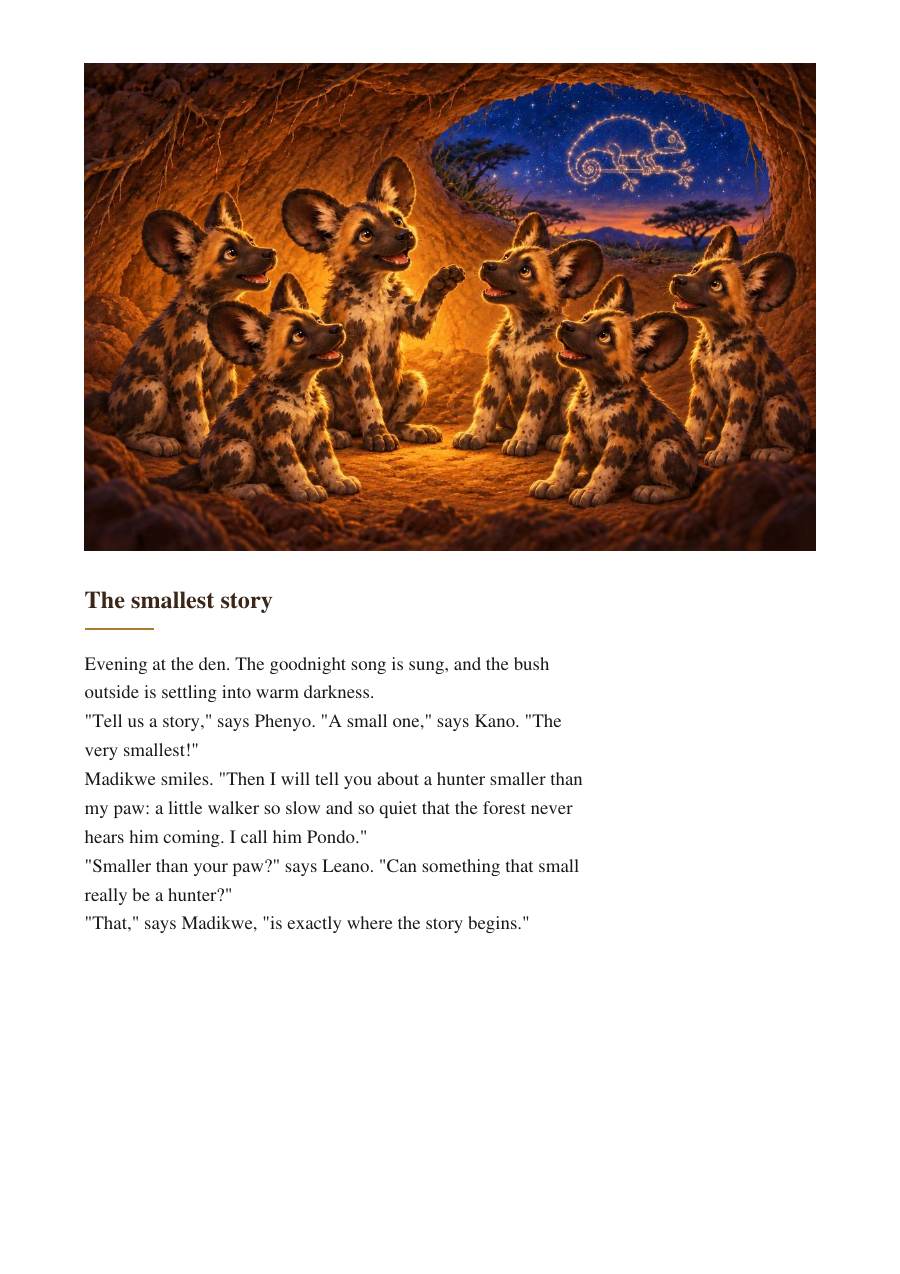 The smallest story
Evening at the den. The goodnight song is sung, and the bush
outside is settling into warm darkness.
"Tell us a story," says Phenyo. "A small one," says Kano. "The
very smallest!"
Madikwe smiles. "Then I will tell you about a hunter smaller than
my paw: a little walker so slow and so quiet that the forest never
hears him coming. I call him Pondo."
"Smaller than your paw?" says Leano. "Can something that small
really be a hunter?"
"That," says Madikwe, "is exactly where the story begins."